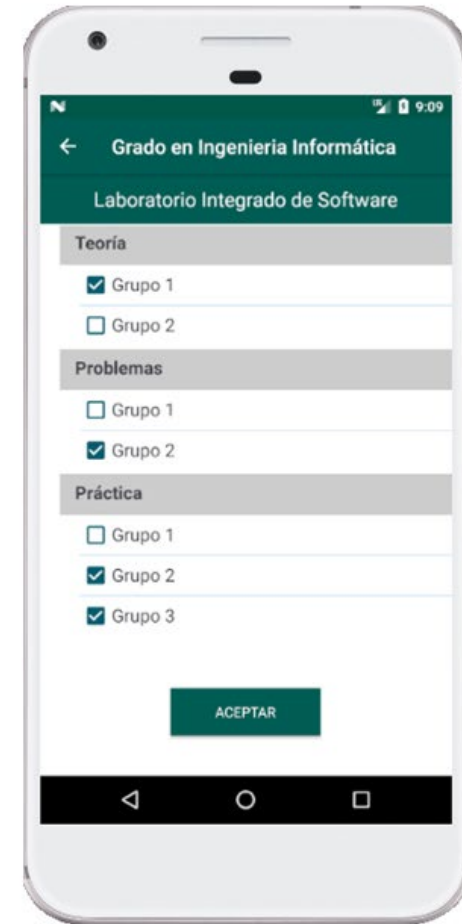 9:09
Grado en Ingenieria Informática
Laboratorio Integrado de Software
Teoría
Grupo 1
Grupo 2
Problemas
Grupo 1
Grupo 2
Práctica
Grupo 1
Grupo 2
Grupo 3
ACEPTAR